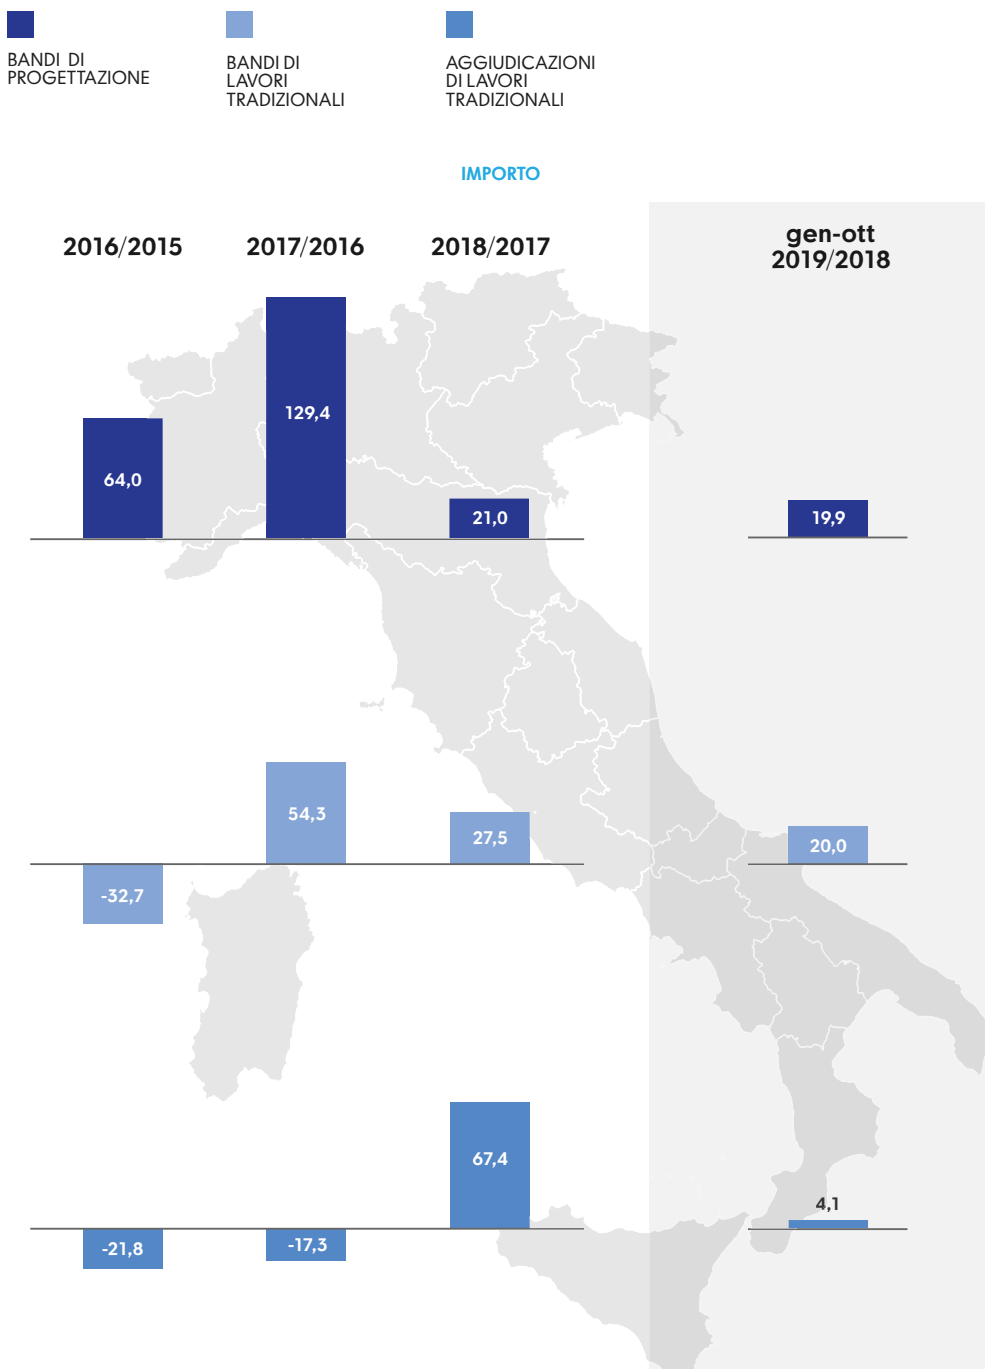 BANDI DI
PROGETTAZIONE
BANDI DI
LAVORI
TRADIZIONALI
AGGIUDICAZIONI
DI LAVORI
TRADIZIONALI
IMPORTO
2016/2015
2017/2016
2018/2017
gen-ott
2019/2018
64,0
129,4
21,0
19,9
-32,7
54,3
27,5
20,0
-21,8
-17,3
67,4
4,1